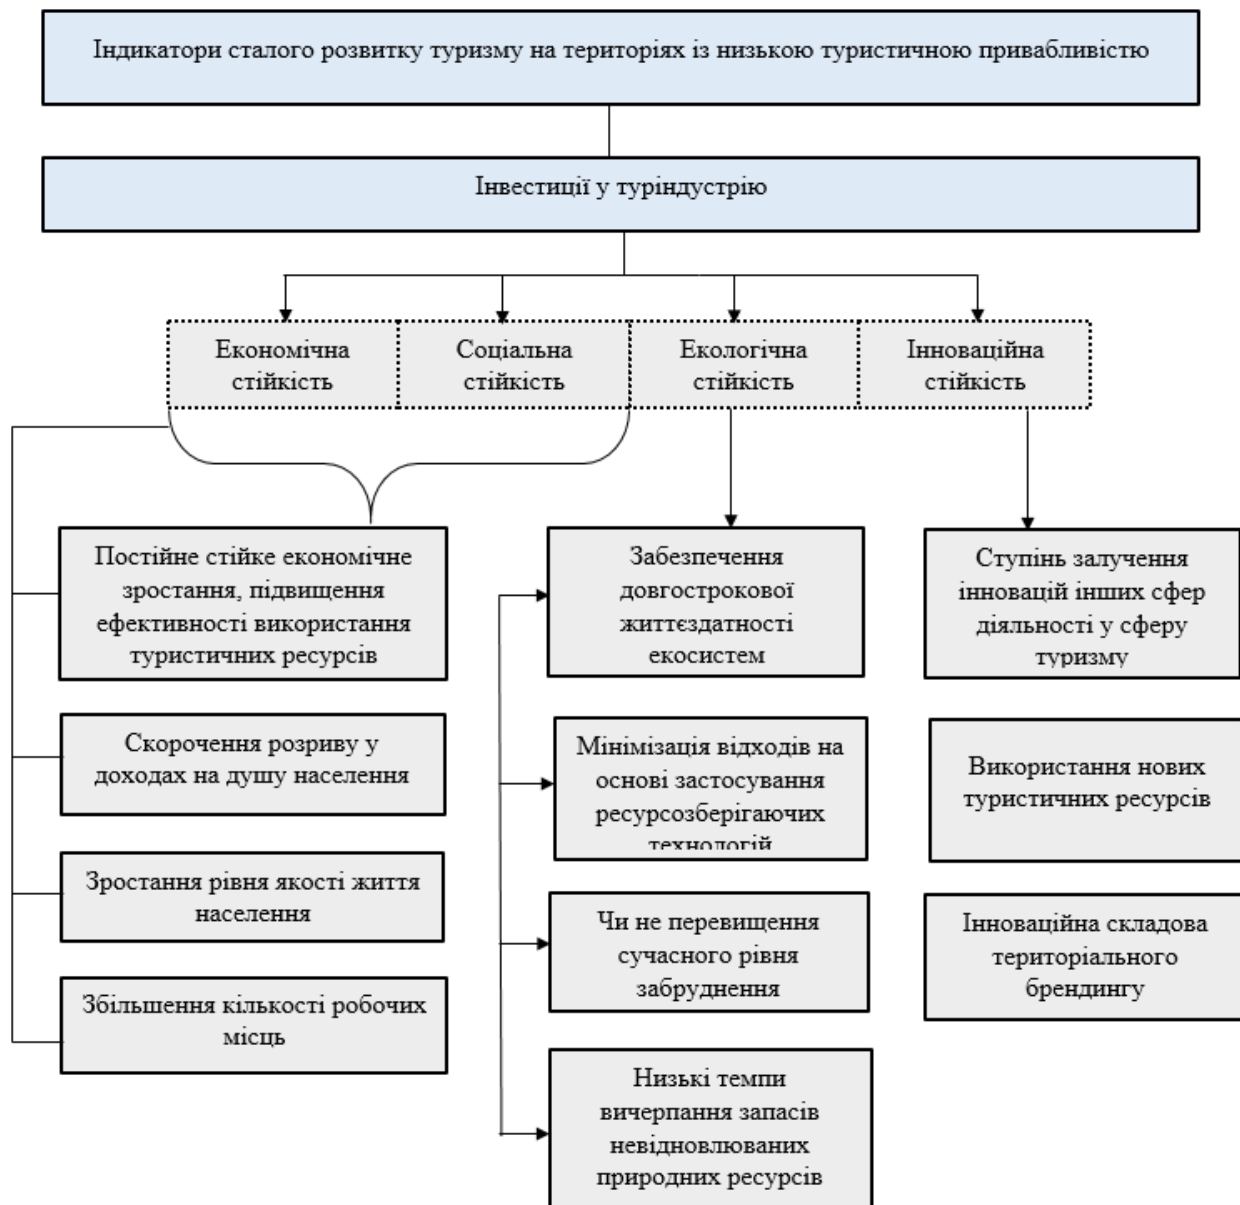 Індикатори сталого розвитку туризму на територіях із низькою туристичною привабливістю
Інвестиції у туріндустрію
Економічна
стійкість
Соціальна
стійкість
Екологічна
стійкість
Інноваційна
стійкість
Постійне стійке економічне
зростання, підвищення
ефективності використання
туристичних ресурсів
Скорочення розриву у
доходах на душу населення
Зростання рівня якості життя
населення
Збільшення кількості робочих
місць
Забезпечення
довгострокової
життєздатності
екосистем
Мінімізація відходів на
основі застосування
ресурсозберігаючих
технологій
Чи не перевищення
сучасного рівня
забруднення
Низькі темпи
вичерпання запасів
невідновлюваних
природних ресурсів
Ступінь залучення
інновацій інших сфер
діяльності у сферу
туризму
Використання нових
туристичних ресурсів
Інноваційна складова
територіального
брендингу